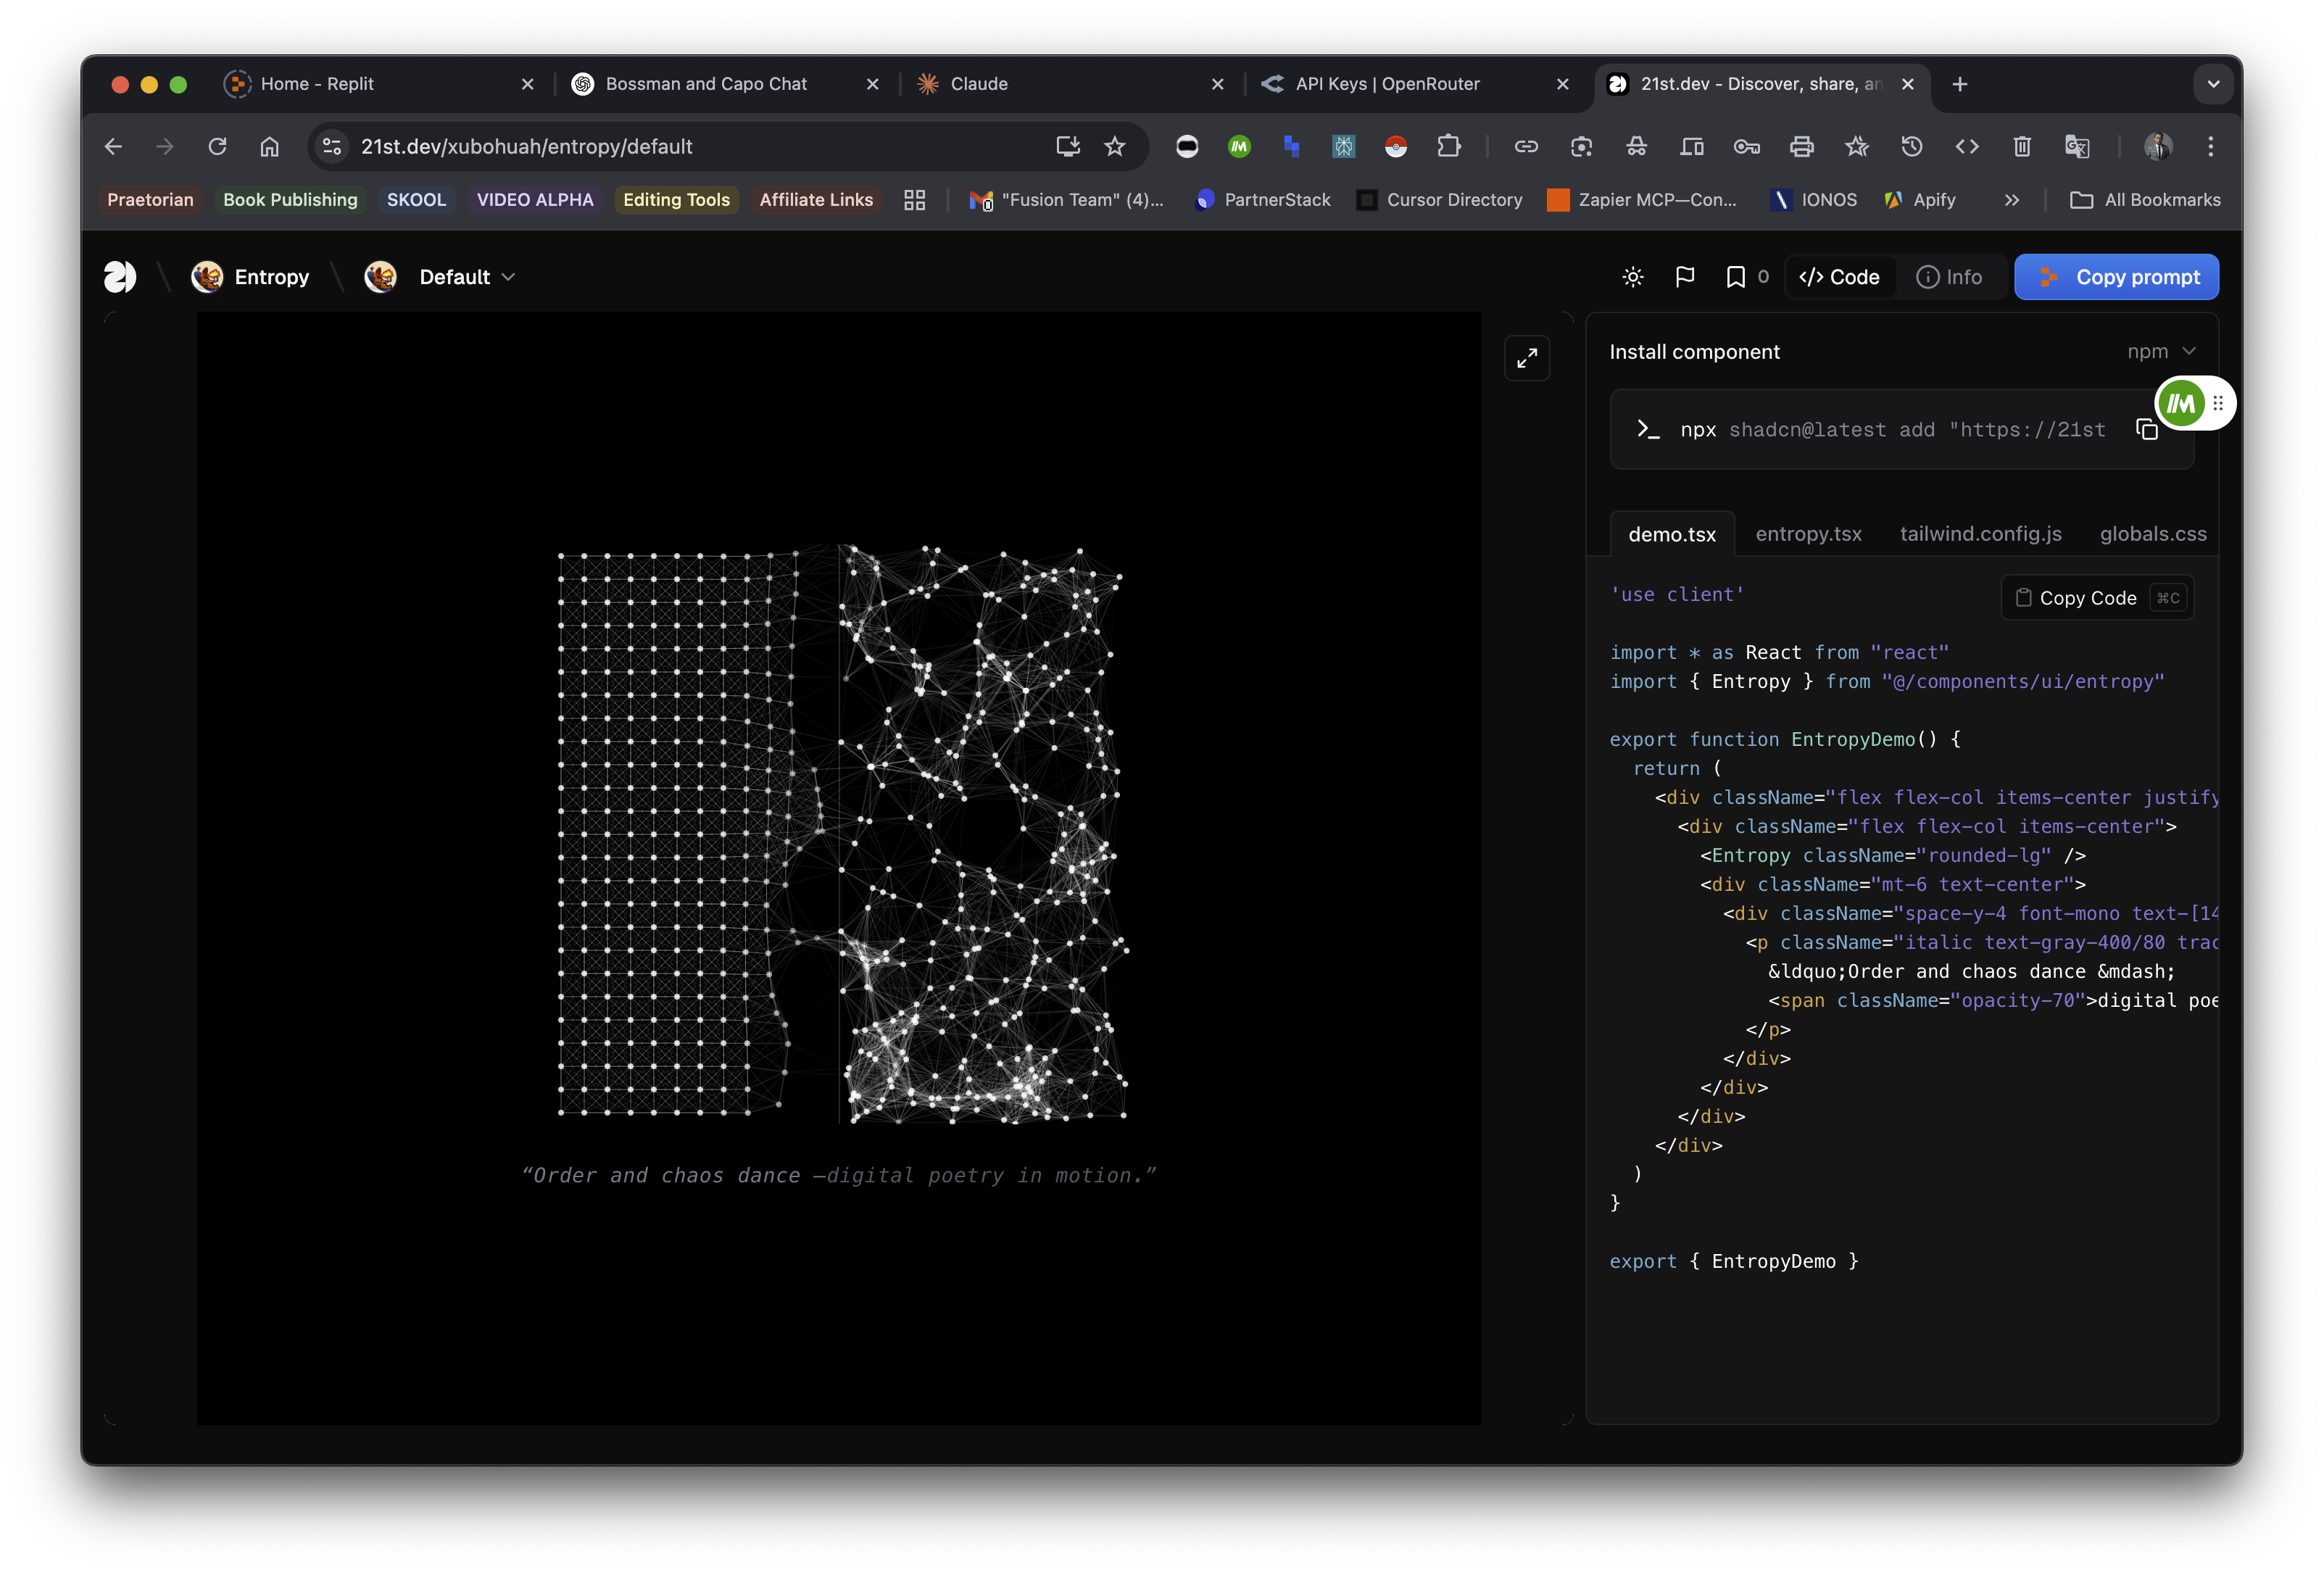 Home - Replit
Bossman and Capo Chat
Claude
API Keys | OpenRouter
21st.dev - Discover, share, an
21st.dev/xubohuah/entropy/default
Praetorian
Book Publishing
SKOOL
VIDEO ALPHA
Editing Tools
Affiliate Links
"Fusion Team" (4)...
PartnerStack
Cursor Directory
Zapier MCP—Con...
IONOS
Apify
All Bookmarks
Entropy
Default
0
Code
Info
Copy prompt
Install component
npm
npx shadcn@latest add "https://21st
demo.tsx
entropy.tsx
tailwind.config.js
globals.css
Copy Code ⌘C
'use client'
import * as React from "react"
import { Entropy } from "@/components/ui/entropy"
export function EntropyDemo() {
return (
<div className="flex flex-col items-center justify
<div className="flex flex-col items-center">
<Entropy className="rounded-lg" />
<div className="mt-6 text-center">
<div className="space-y-4 font-mono text-[14
<p className="italic text-gray-400/80 trac
&ldquo;Order and chaos dance &mdash;
<span className="opacity-70">digital poe
</p>
</div>
</div>
</div>
</div>
)
}
export { EntropyDemo }
“Order and chaos dance —digital poetry in motion.”